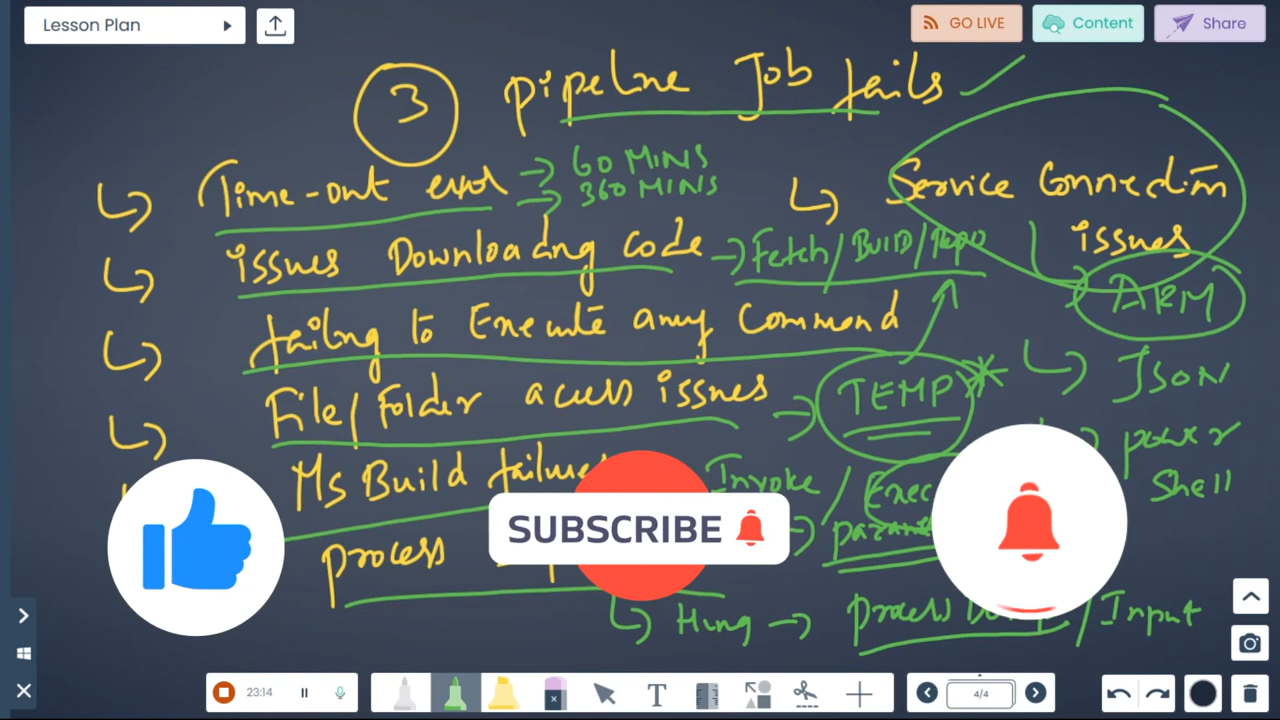 Lesson Plan
GO LIVE
Content
Share
3 pipeline Job fails
Time-out error → 60 MINS
→ 360 MINS
Service Connection
issues
issues Downloading code → Fetch/BUILD/Repo
ARM
failing to Execute any Command
JSON
File/Folder access issues → TEMP
power
Shell
Ms Build failure
Invoke / Exec
SUBSCRIBE
process
Hung → process / Input
23:14
T
4/4